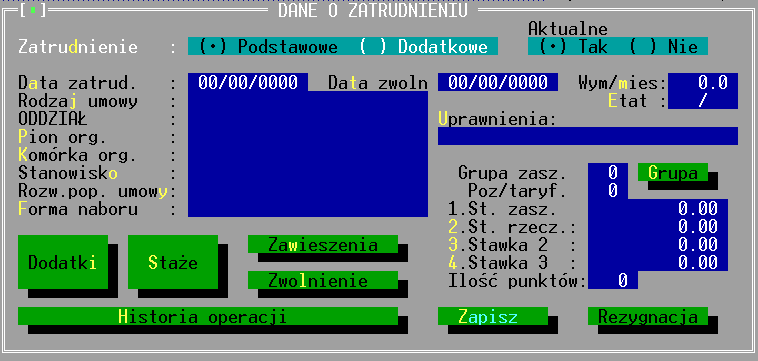 DANE O ZATRUDNIENIU
Aktualne
Zatrudnienie : (•) Podstawowe ( ) Dodatkowe (•) Tak ( ) Nie
Data zatrud. : 00/00/0000 Data zwoln 00/00/0000 Wym/mies: 0.0
Rodzaj umowy : Etat : /
ODDZIAŁ : Uprawnienia:
Pion org. :
Komórka org. :
Stanowisko : Grupa zasz. 0 Grupa
Rozw.pop. umowy: Poz/taryf. 0
Forma naboru : 1.St. zasz. 0.00
2.St. rzecz.: 0.00
Zawieszenia 3.Stawka 2 : 0.00
Dodatki Staże 4.Stawka 3 : 0.00
Zwolnienie Ilość punktów: 0
Historia operacji Zapisz Rezygnacja